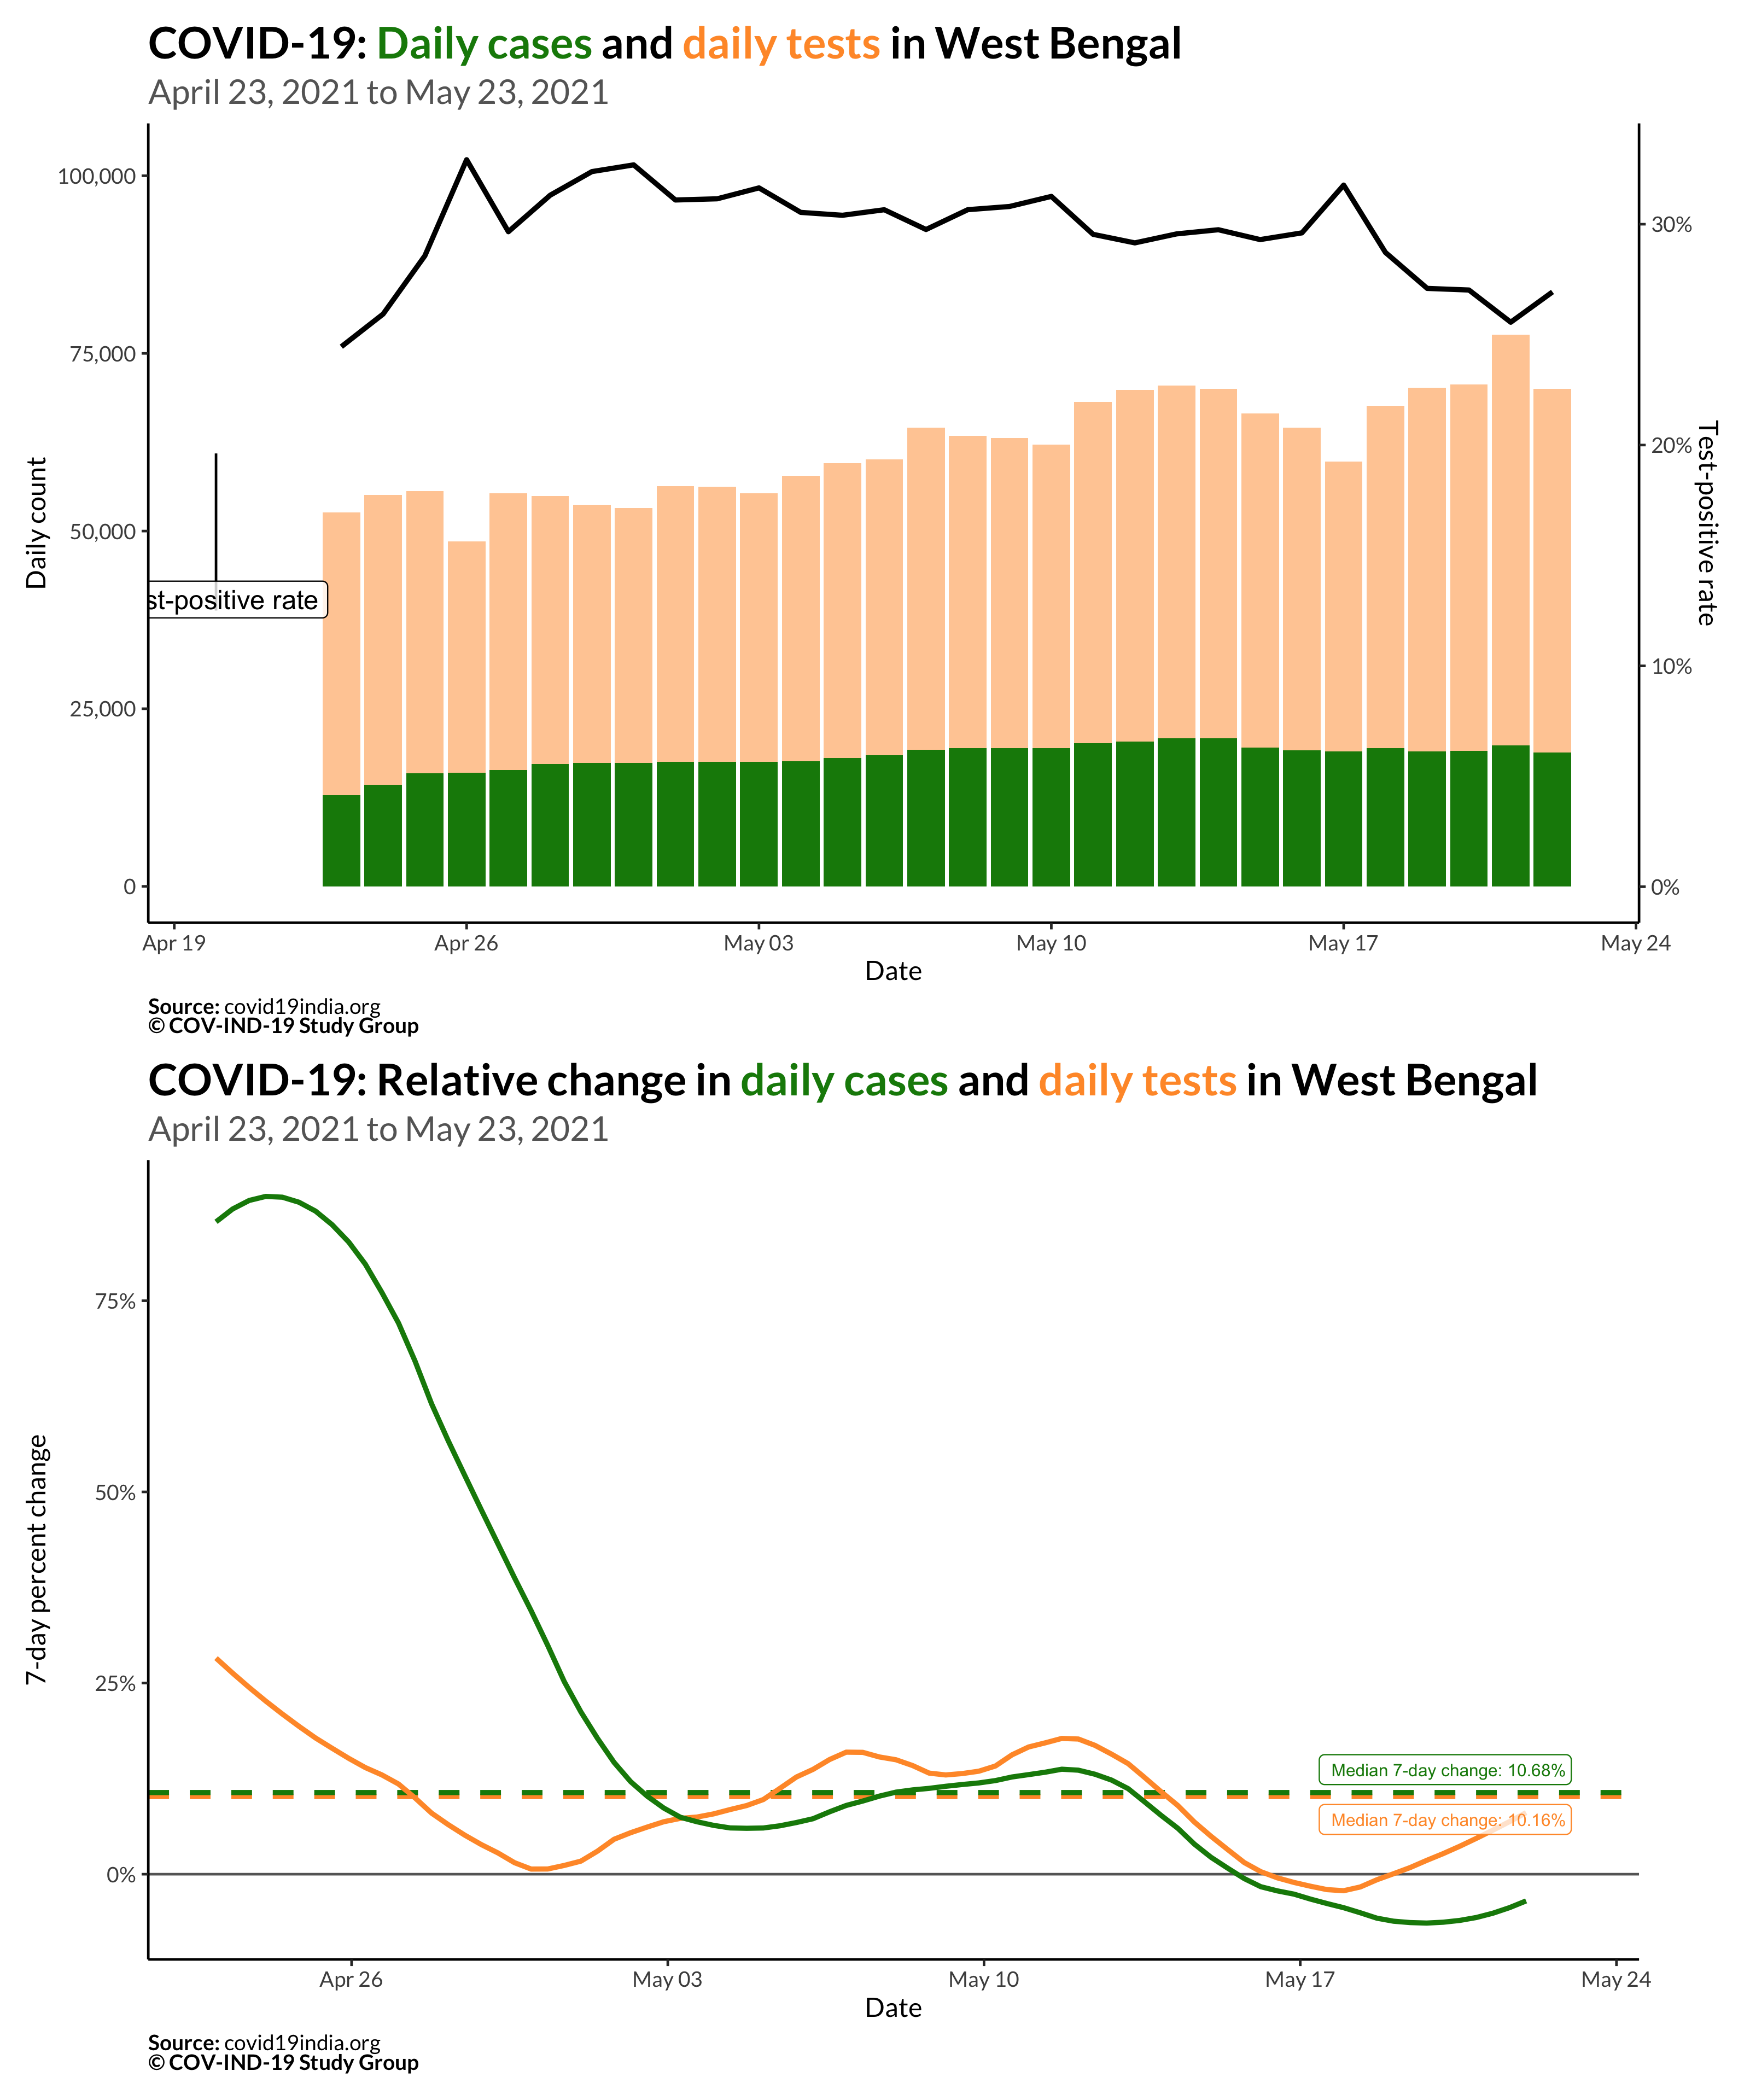 COVID-19: Daily cases and daily tests in West Bengal
April 23, 2021 to May 23, 2021
100,000
75,000
50,000
25,000
0
Daily count
st-positive rate
30%
20%
10%
0%
Test-positive rate
Apr 19
Apr 26
May 03
May 10
May 17
May 24
Date
Source: covid19india.org
© COV-IND-19 Study Group
COVID-19: Relative change in daily cases and daily tests in West Bengal
April 23, 2021 to May 23, 2021
75%
50%
25%
0%
7-day percent change
Median 7-day change: 10.68%
Median 7-day change: 10.16%
Apr 26
May 03
May 10
May 17
May 24
Date
Source: covid19india.org
© COV-IND-19 Study Group